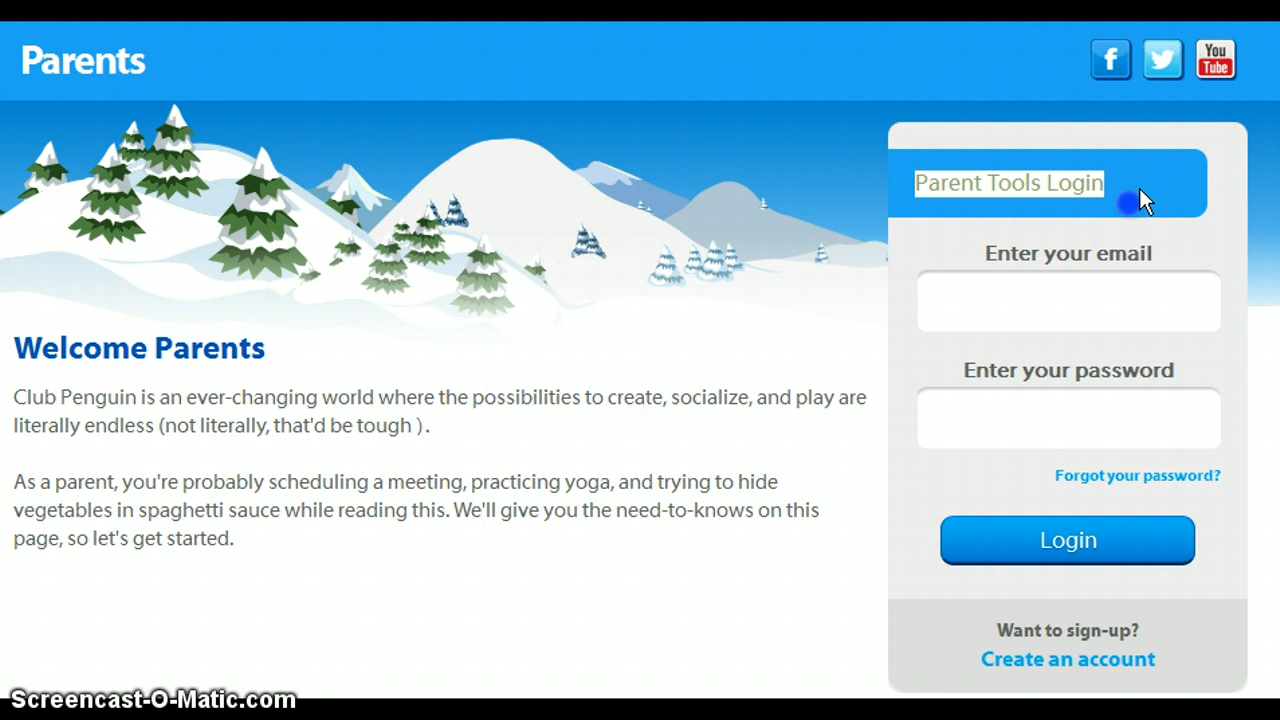 Parents
f
You
Tube
Parent Tools Login
Enter your email
Enter your password
Forgot your password?
Login
Want to sign-up?
Create an account
Welcome Parents
Club Penguin is an ever-changing world where the possibilities to create, socialize, and play are
literally endless (not literally, that'd be tough ).
As a parent, you're probably scheduling a meeting, practicing yoga, and trying to hide
vegetables in spaghetti sauce while reading this. We'll give you the need-to-knows on this
page, so let's get started.
Screencast-O-Matic.com